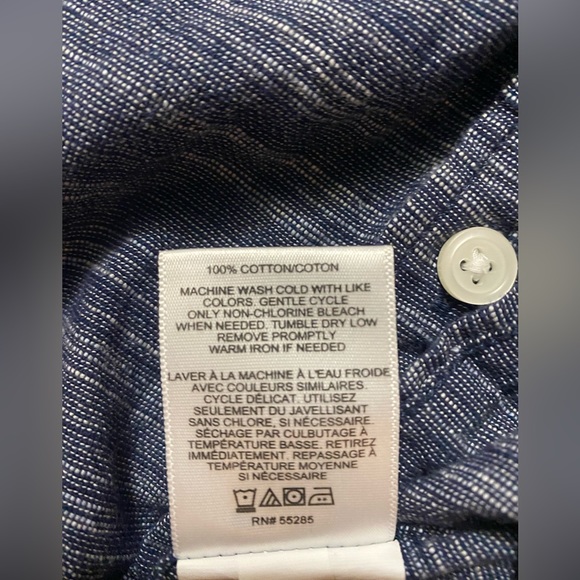 100% COTTON/COTON
MACHINE WASH COLD WITH LIKE
COLORS. GENTLE CYCLE
ONLY NON-CHLORINE BLEACH
WHEN NEEDED. TUMBLE DRY LOW
REMOVE PROMPTLY
WARM IRON IF NEEDED
LAVER À LA MACHINE À L'EAU FROIDE
AVEC COULEURS SIMILAIRES.
CYCLE DÉLICAT. UTILISEZ
SEULEMENT DU JAVELLISANT
SANS CHLORE, SI NÉCESSAIRE.
SÉCHAGE PAR CULBUTAGE À
TEMPÉRATURE BASSE. RETIREZ
IMMÉDIATEMENT. REPASSAGE À
TEMPÉRATURE MOYENNE
SI NÉCESSAIRE
RN# 55285